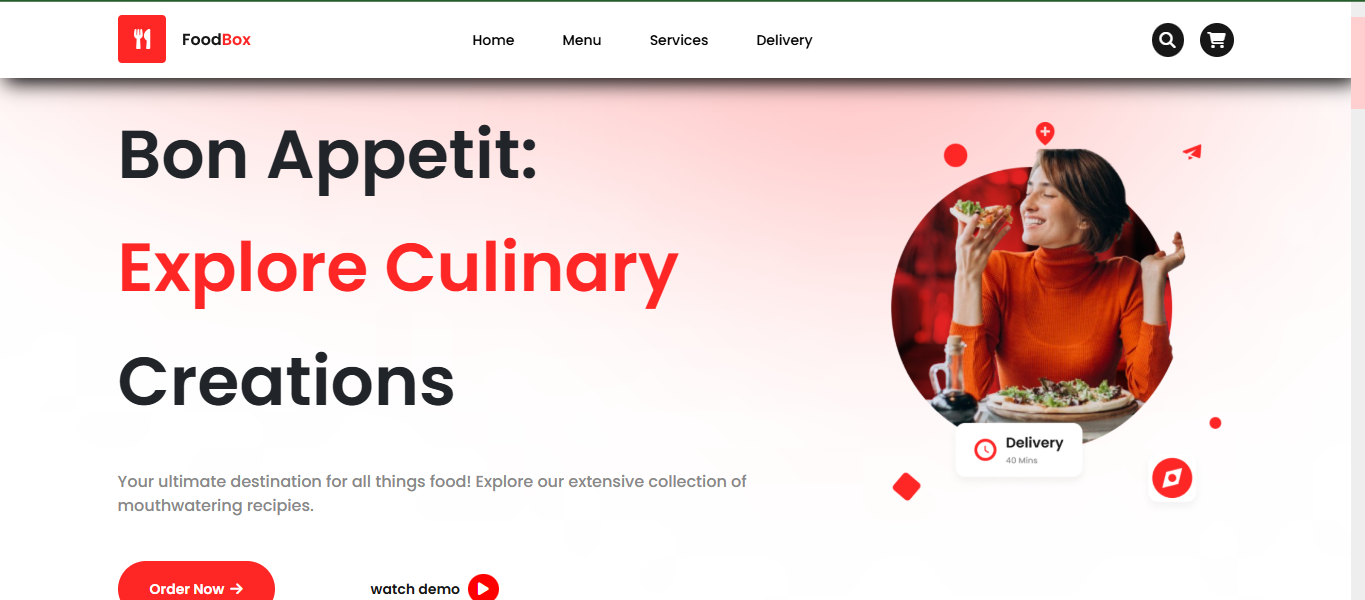 FoodBox
Home
Menu
Services
Delivery
Bon Appetit:
Explore Culinary
Creations
Your ultimate destination for all things food! Explore our extensive collection of
mouthwatering recipies.
Delivery
40 Mins
Order Now
watch demo